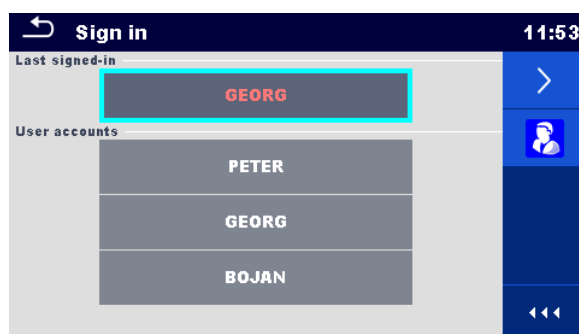 Sign in
11:53
Last signed-in
GEORG
User accounts
PETER
GEORG
BOJAN